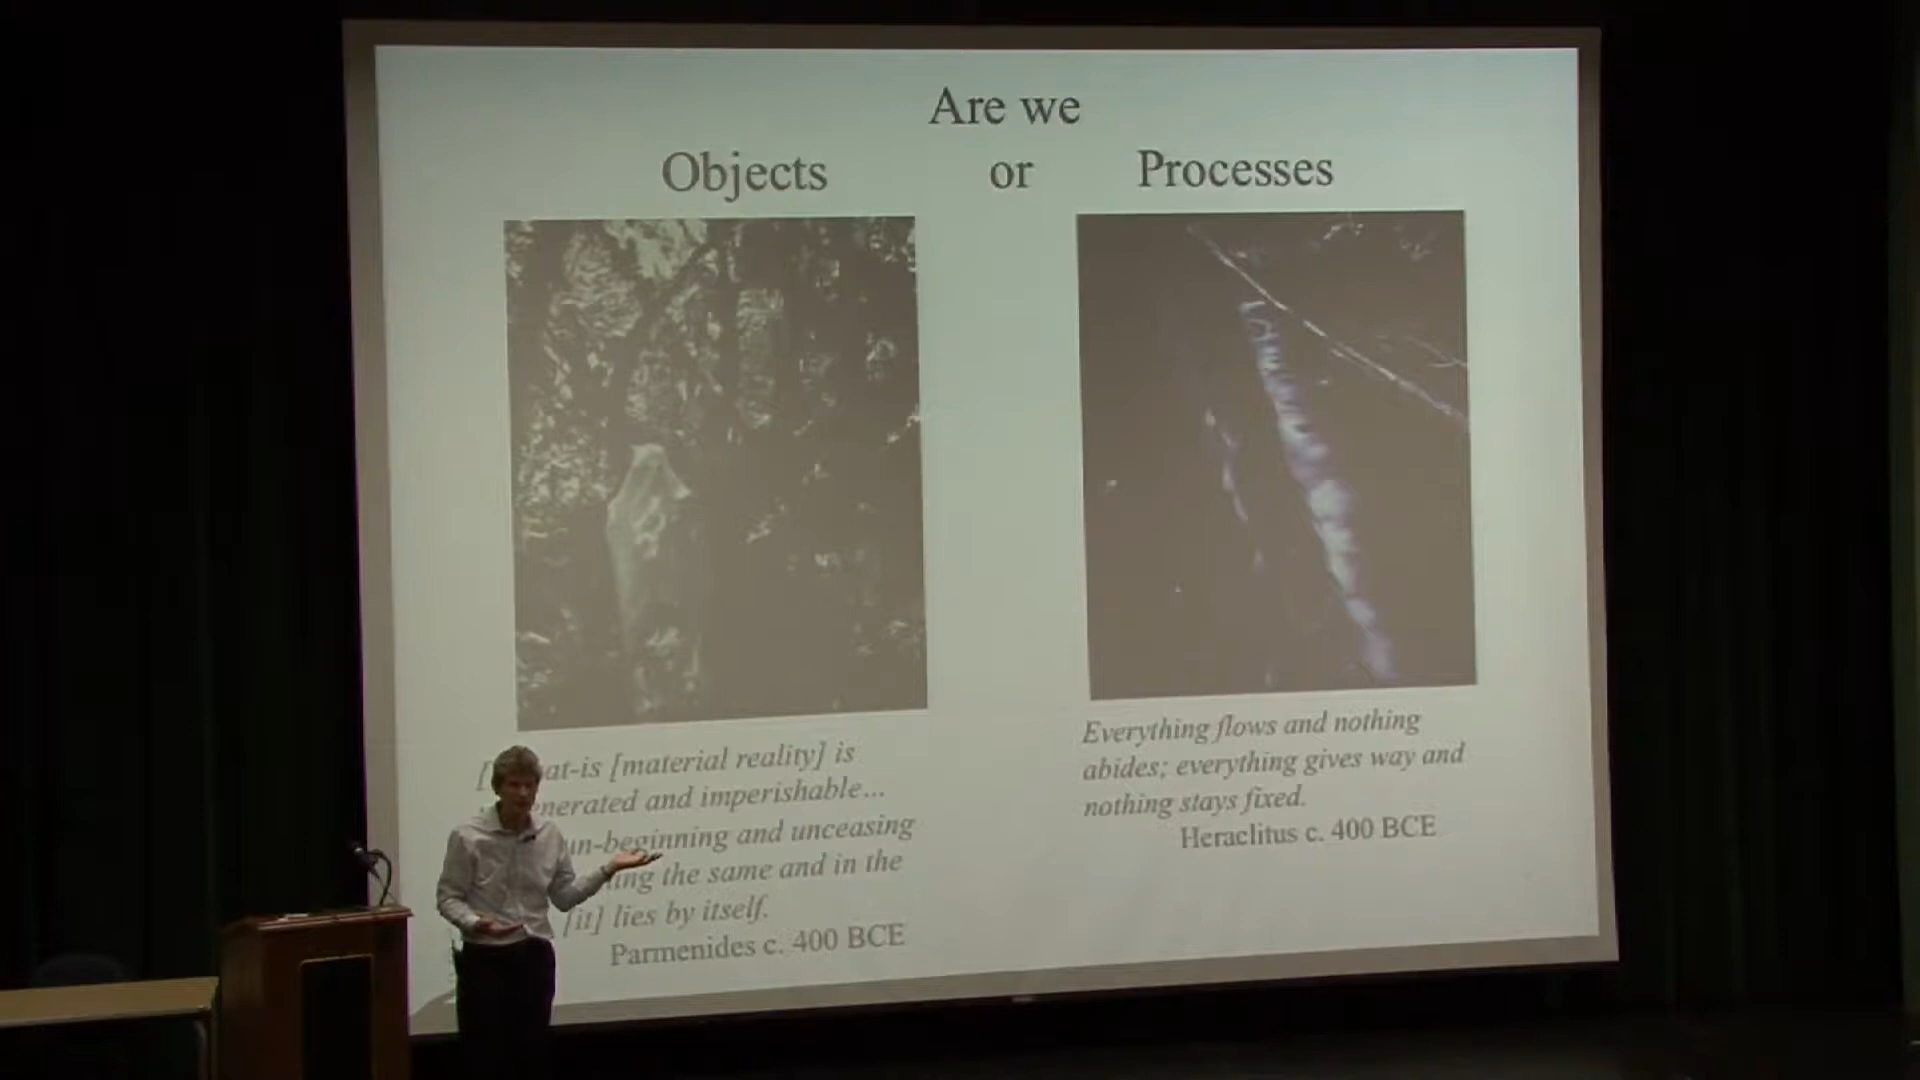 Are we
Objects or Processes
at-is [material reality] is
nerated and imperishable...
un-beginning and unceasing
ing the same and in the
[it] lies by itself.
Parmenides c. 400 BCE
Everything flows and nothing
abides; everything gives way and
nothing stays fixed.
Heraclitus c. 400 BCE